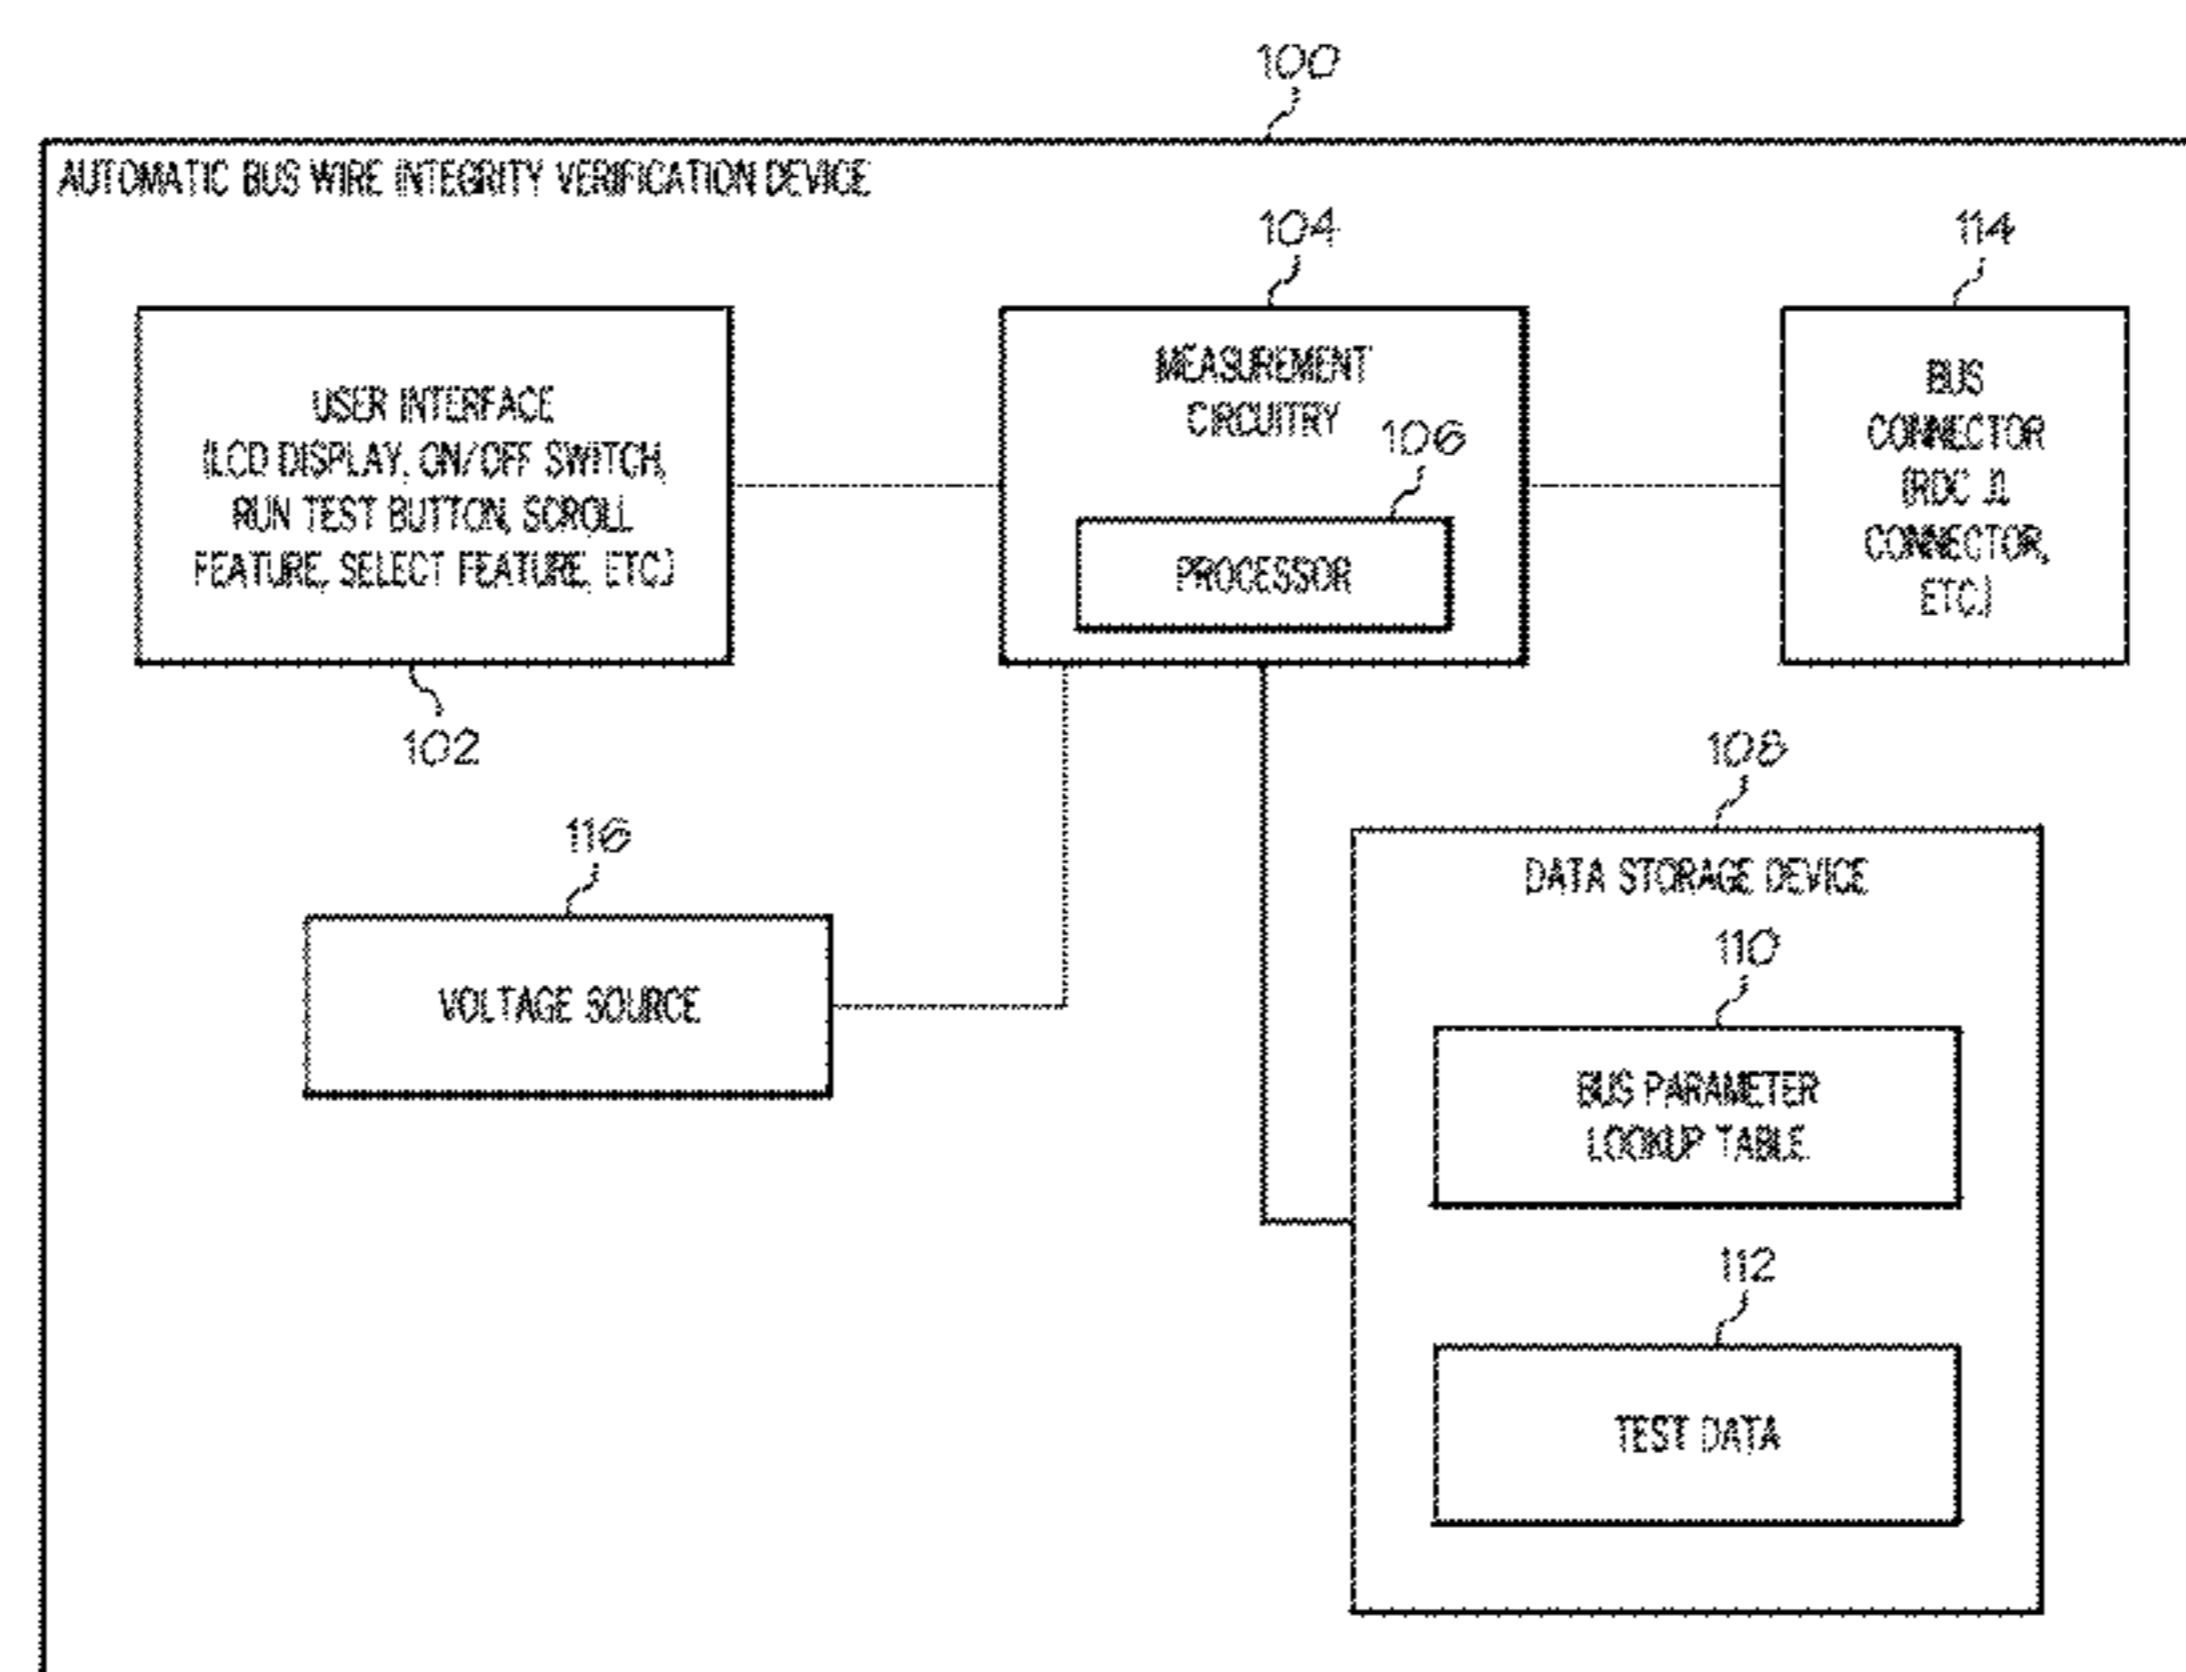 100
AUTOMATIC BUS WIRE INTEGRITY VERIFICATION DEVICE
104
114
USER INTERFACE
(LCD DISPLAY, ON/OFF SWITCH,
RUN TEST BUTTON, SCROLL
FEATURE, SELECT FEATURE, ETC.)
102
MEASUREMENT
CIRCUITRY
106
PROCESSOR
BUS
CONNECTOR
(RDC J1
CONNECTOR,
ETC.)
116
VOLTAGE SOURCE
108
DATA STORAGE DEVICE
110
BUS PARAMETER
LOOKUP TABLE
112
TEST DATA